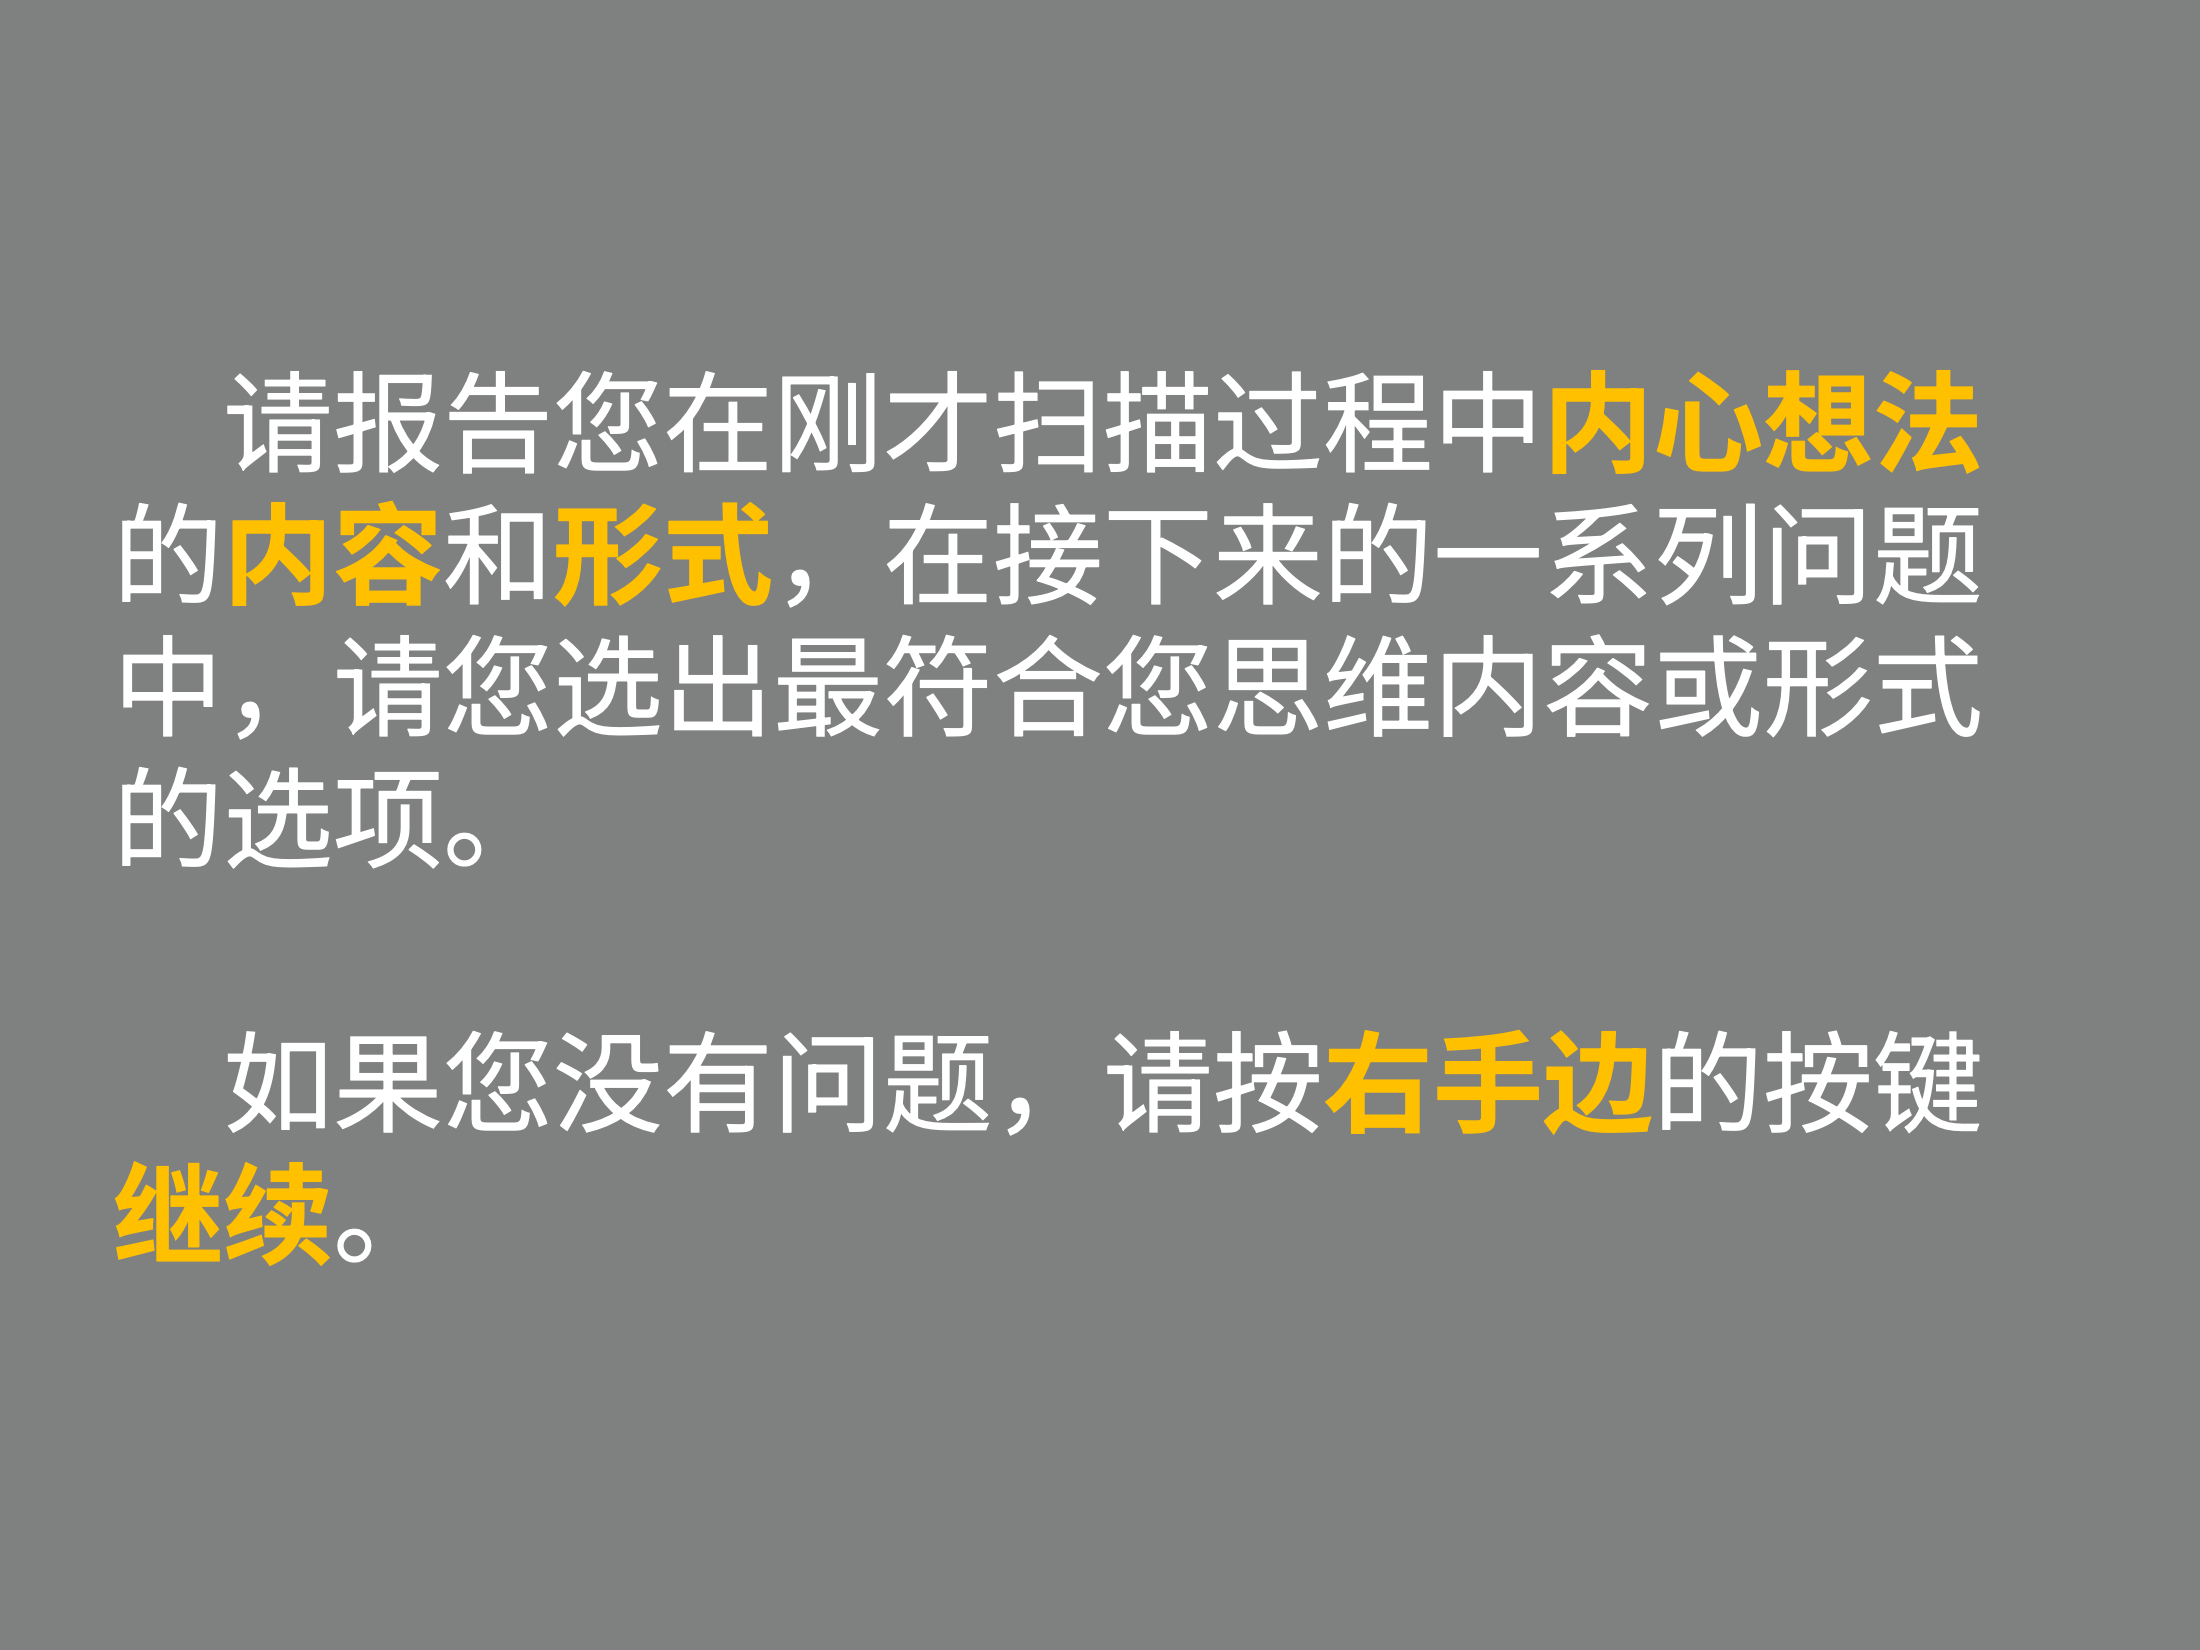 请报告您在刚才扫描过程中内心想法
的内容和形式，在接下来的一系列问题
中，请您选出最符合您思维内容或形式
的选项。
如果您没有问题，请按右手边的按键
继续。